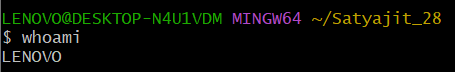 LENOVO@DESKTOP-N4U1VDM MINGW64 ~/Satyajit_28
$ whoami
LENOVO